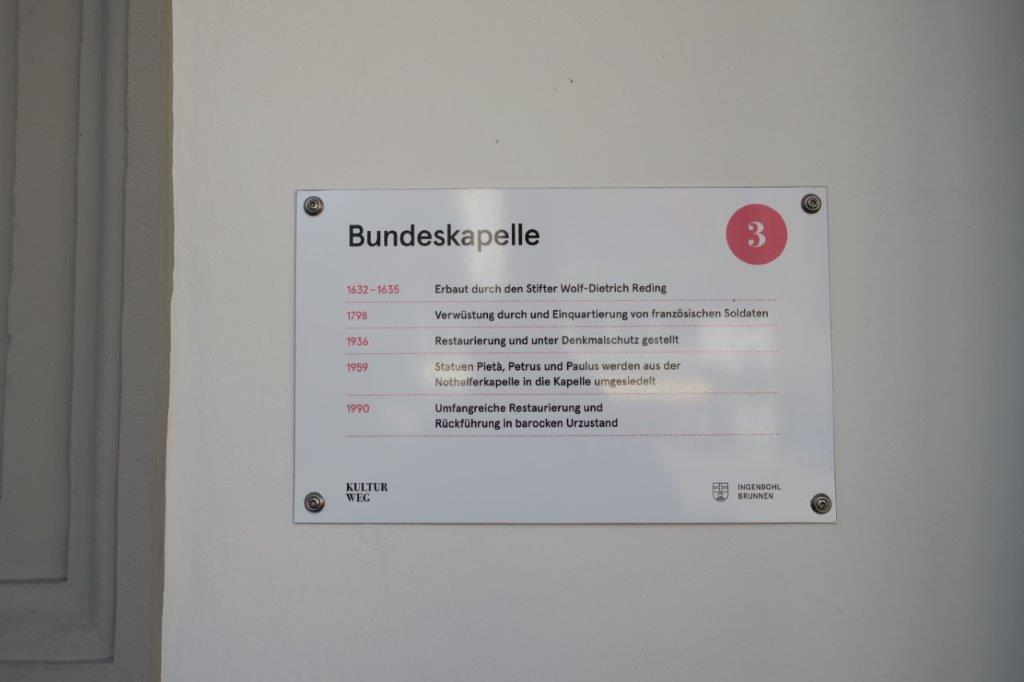 Bundeskapelle
3
1632–1635 Erbaut durch den Stifter Wolf-Dietrich Reding
1798 Verwüstung durch und Einquartierung von französischen Soldaten
1936 Restaurierung und unter Denkmalschutz gestellt
1959 Statuen Pietà, Petrus und Paulus werden aus der
Nothelferkapelle in die Kapelle umgesiedelt
1990 Umfangreiche Restaurierung und
Rückführung in barocken Urzustand
KULTUR
WEG
INGENBOHL
BRUNNEN